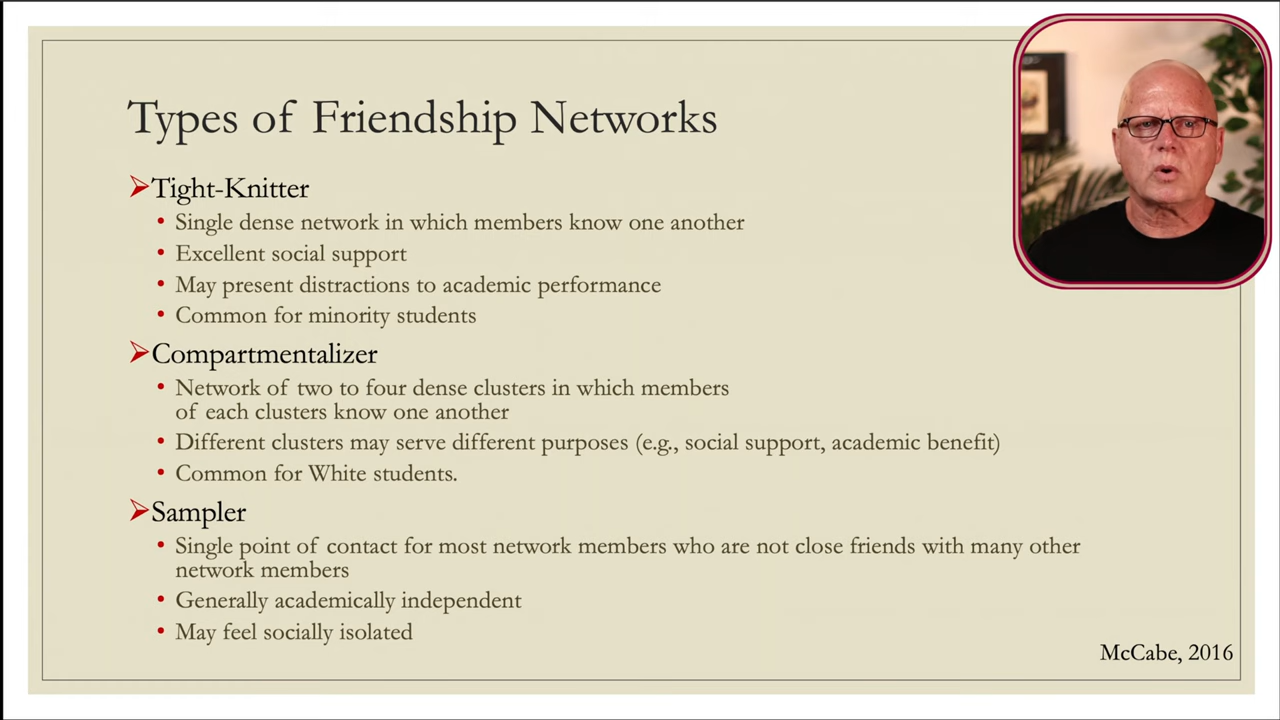 Types of Friendship Networks
➢Tight-Knitter
• Single dense network in which members know one another
• Excellent social support
• May present distractions to academic performance
• Common for minority students
➢Compartmentalizer
• Network of two to four dense clusters in which members
of each clusters know one another
• Different clusters may serve different purposes (e.g., social support, academic benefit)
• Common for White students.
➢Sampler
• Single point of contact for most network members who are not close friends with many other
network members
• Generally academically independent
• May feel socially isolated
McCabe, 2016